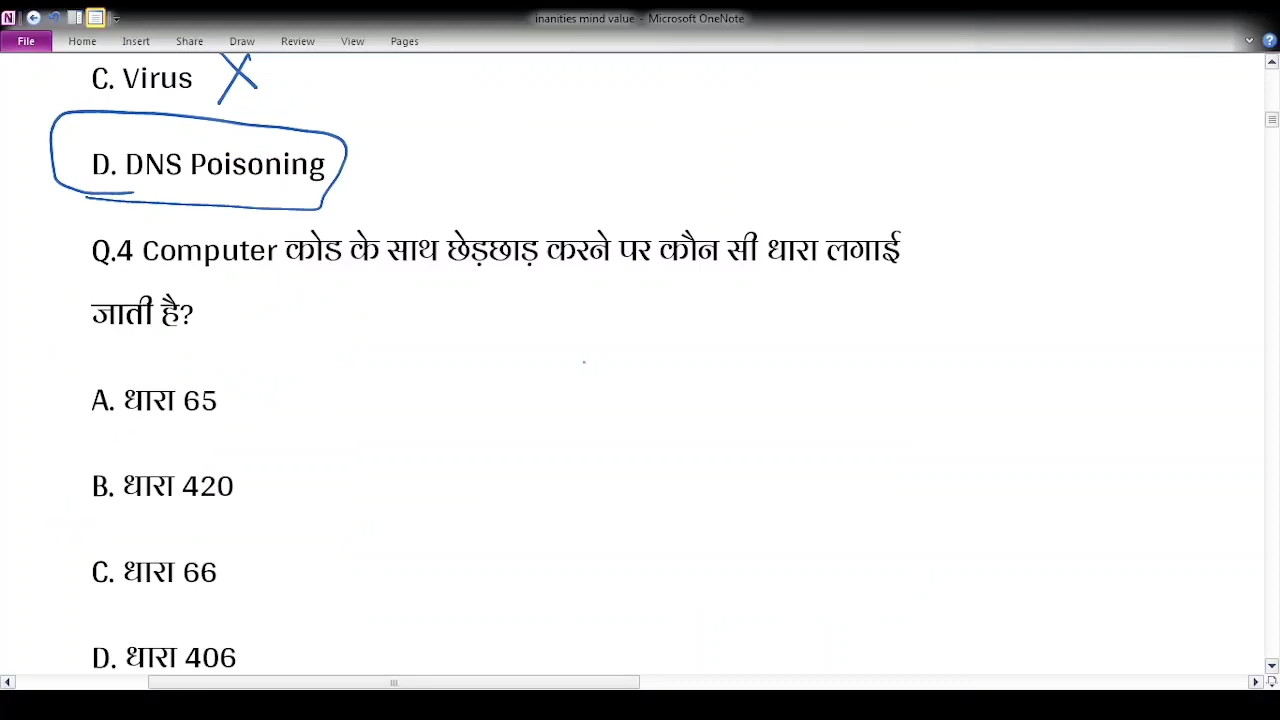 inanities mind value - Microsoft OneNote
File Home Insert Share Draw Review View Pages
C. Virus
D. DNS Poisoning
Q.4 Computer कोड के साथ छेड़छाड़ करने पर कौन सी धारा लगाई
जाती है?
A. धारा 65
B. धारा 420
C. धारा 66
D. धारा 406